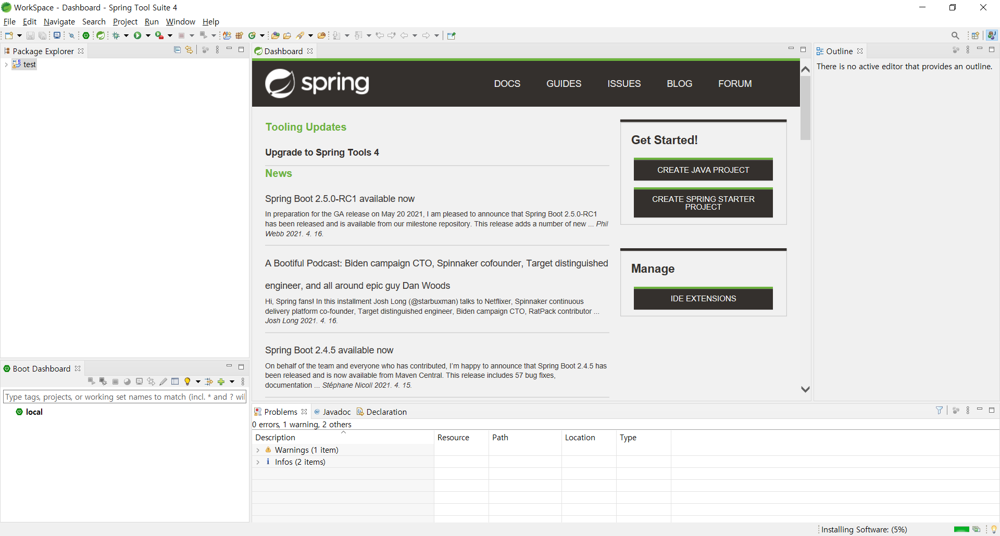 WorkSpace - Dashboard - Spring Tool Suite 4
File Edit Navigate Search Project Run Window Help
Package Explorer
test
Dashboard
spring
DOCS GUIDES ISSUES BLOG FORUM
Tooling Updates
Upgrade to Spring Tools 4
News
Spring Boot 2.5.0-RC1 available now
In preparation for the GA release on May 20 2021, I am pleased to announce that Spring Boot 2.5.0-RC1
has been released and is available from our milestone repository. This release adds a number of new ... Phil
Webb 2021. 4. 16.
A Bootiful Podcast: Biden campaign CTO, Spinnaker cofounder, Target distinguished
engineer, and all around epic guy Dan Woods
Hi, Spring fans! In this installment Josh Long (@starbuxman) talks to Netflixer, Spinnaker continuous
delivery platform co-founder, Target distinguished engineer, Biden campaign CTO, RatPack contributor ...
Josh Long 2021. 4. 16.
Spring Boot 2.4.5 available now
On behalf of the team and everyone who has contributed, I'm happy to announce that Spring Boot 2.4.5 has
been released and is now available from Maven Central. This release includes 57 bug fixes,
documentation ... Stéphane Nicoll 2021. 4. 15.
Get Started!
CREATE JAVA PROJECT
CREATE SPRING STARTER
PROJECT
Manage
IDE EXTENSIONS
Outline
There is no active editor that provides an outline.
Boot Dashboard
Type tags, projects, or working set names to match (incl. * and ? wil
local
Problems @ Javadoc Declaration
0 errors, 1 warning, 2 others
Description Resource Path Location Type
Warnings (1 item)
Infos (2 items)
Installing Software: (5%)